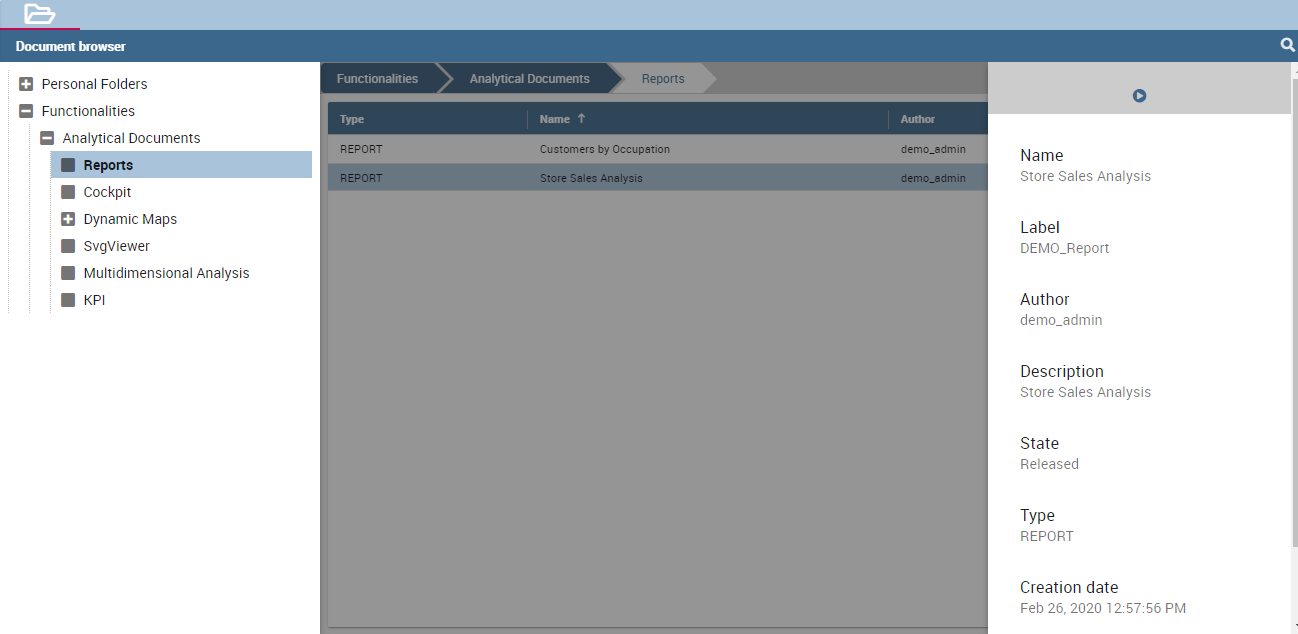 Document browser
Personal Folders
Functionalities
Analytical Documents
Reports
Cockpit
Dynamic Maps
SvgViewer
Multidimensional Analysis
KPI
Functionalities Analytical Documents Reports
Type Name Author
REPORT Customers by Occupation demo_admin
REPORT Store Sales Analysis demo_admin
Name
Store Sales Analysis
Label
DEMO_Report
Author
demo_admin
Description
Store Sales Analysis
State
Released
Type
REPORT
Creation date
Feb 26, 2020 12:57:56 PM